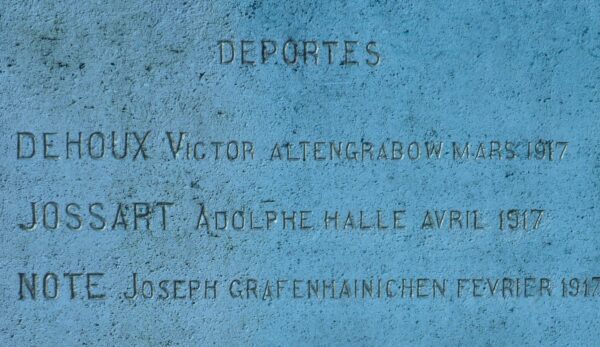 DEPORTES
DEHOUX VICTOR ALTENGRABOW-MARS 1917
JOSSART ADOLPHE HALLE AVRIL 1917
NOTE JOSEPH GRAFENHAINICHEN FEVRIER 1917